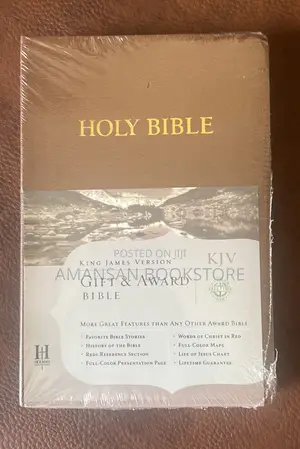 HOLY BIBLE
POSTED ON JIJI
KING JAMES VERSION
KJV
AMANSAN BOOKSTORE
GIFT & AWARD
BIBLE
MORE GREAT FEATURES THAN ANY OTHER AWARD BIBLE
• FAVORITE BIBLE STORIES
• HISTORY OF THE BIBLE
• REAL REFERENCE SECTION
• FULL-COLOR PRESENTATION PAGE
• WORDS OF CHRIST IN RED
• FULL COLOR MAPS
• LIFE OF JESUS CHART
• LIFETIME GUARANTEE
H